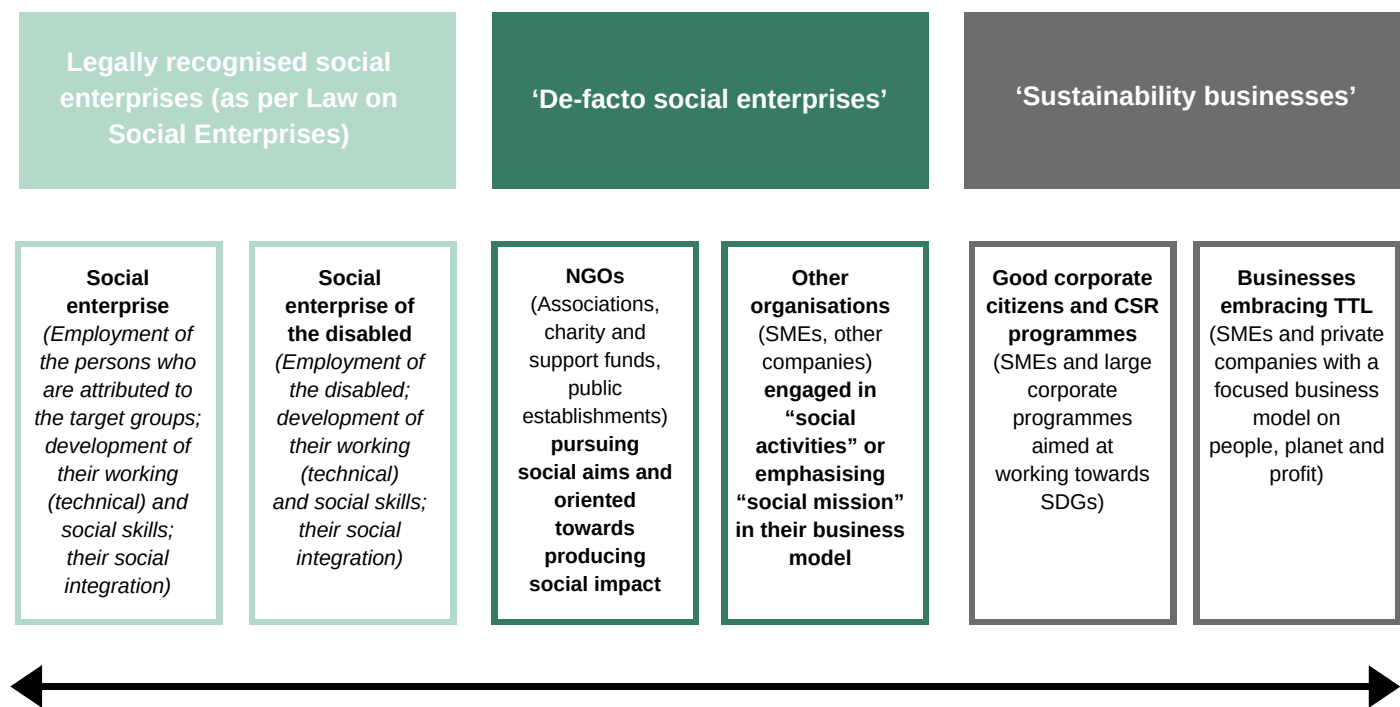 Legally recognised social
enterprises (as per Law on
Social Enterprises)
‘De-facto social enterprises’
‘Sustainability businesses’
Social
enterprise
(Employment of
the persons who
are attributed to
the target groups;
development of
their working
(technical) and
social skills;
their social
integration)
Social
enterprise of
the disabled
(Employment of
the disabled;
development of
their working
(technical)
and social skills;
their social
integration)
NGOs
(Associations,
charity and
support funds,
public
establishments)
pursuing
social aims and
oriented
towards
producing
social impact
Other
organisations
(SMEs, other
companies)
engaged in
“social
activities” or
emphasising
“social mission”
in their business
model
Good corporate
citizens and CSR
programmes
(SMEs and large
corporate
programmes
aimed at
working towards
SDGs)
Businesses
embracing TTL
(SMEs and private
companies with a
focused business
model on
people, planet and
profit)